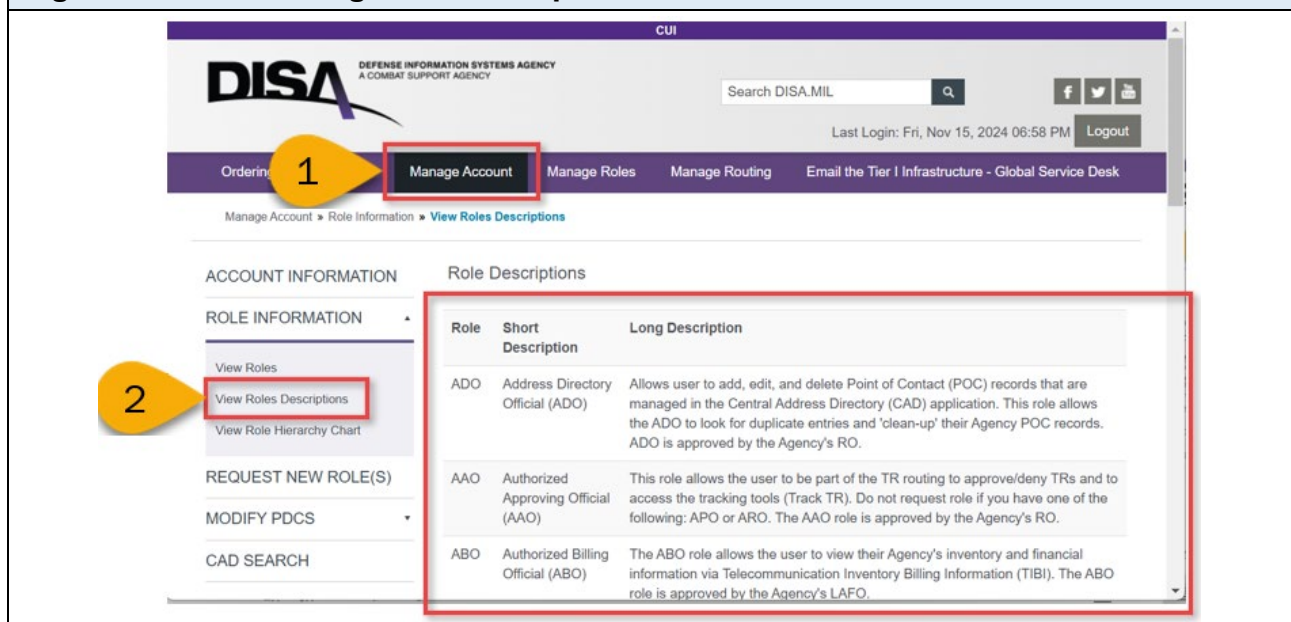 CUI
DISA
DEFENSE INFORMATION SYSTEMS AGENCY
A COMBAT SUPPORT AGENCY
Search DISA.MIL
Last Login: Fri, Nov 15, 2024 06:58 PM Logout
1
Manage Account Manage Roles Manage Routing Email the Tier I Infrastructure - Global Service Desk
Manage Account » Role Information » View Roles Descriptions
ACCOUNT INFORMATION
ROLE INFORMATION
View Roles
2
View Roles Descriptions
View Role Hierarchy Chart
REQUEST NEW ROLE(S)
MODIFY PDCS
CAD SEARCH
Role Descriptions
Role Short Long Description
Description
ADO Address Directory Allows user to add, edit, and delete Point of Contact (POC) records that are
Official (ADO) managed in the Central Address Directory (CAD) application. This role allows
the ADO to look for duplicate entries and 'clean-up' their Agency POC records.
ADO is approved by the Agency's RO.
AAO Authorized This role allows the user to be part of the TR routing to approve/deny TRs and to
Approving Official access the tracking tools (Track TR). Do not request role if you have one of the
(AAO) following: APO or ARO. The AAO role is approved by the Agency's RO.
ABO Authorized Billing The ABO role allows the user to view their Agency's inventory and financial
Official (ABO) information via Telecommunication Inventory Billing Information (TIBI). The ABO
role is approved by the Agency's LAFO.